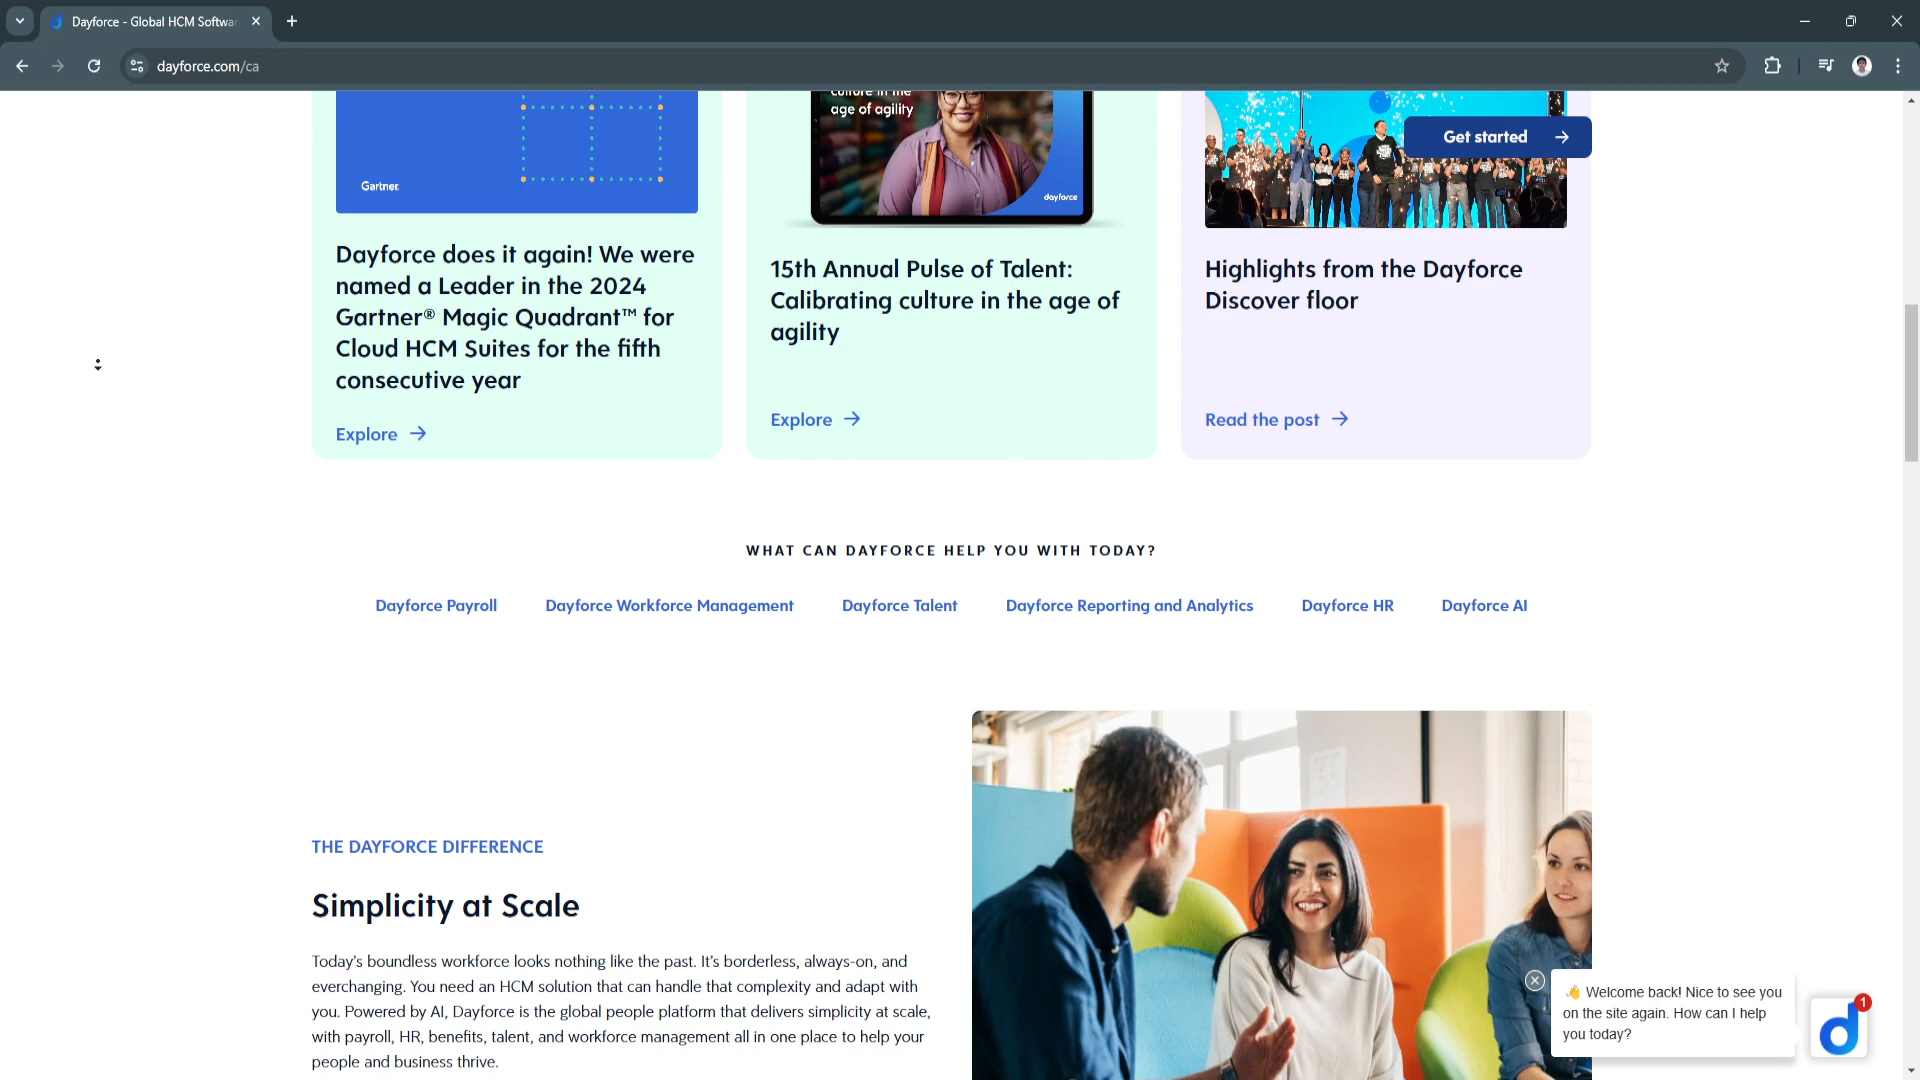 Dayforce - Global HCM Softwar
dayforce.com/ca
Get started
Gartner
culture in the
age of agility
dayforce
Dayforce does it again! We were
named a Leader in the 2024
Gartner® Magic Quadrant™ for
Cloud HCM Suites for the fifth
consecutive year
Explore
15th Annual Pulse of Talent:
Calibrating culture in the age of
agility
Explore
Highlights from the Dayforce
Discover floor
Read the post
WHAT CAN DAYFORCE HELP YOU WITH TODAY?
Dayforce Payroll
Dayforce Workforce Management
Dayforce Talent
Dayforce Reporting and Analytics
Dayforce HR
Dayforce AI
THE DAYFORCE DIFFERENCE
Simplicity at Scale
Today's boundless workforce looks nothing like the past. It's borderless, always-on, and
everchanging. You need an HCM solution that can handle that complexity and adapt with
you. Powered by AI, Dayforce is the global people platform that delivers simplicity at scale,
with payroll, HR, benefits, talent, and workforce management all in one place to help your
people and business thrive.
👋 Welcome back! Nice to see you
on the site again. How can I help
you today?
1